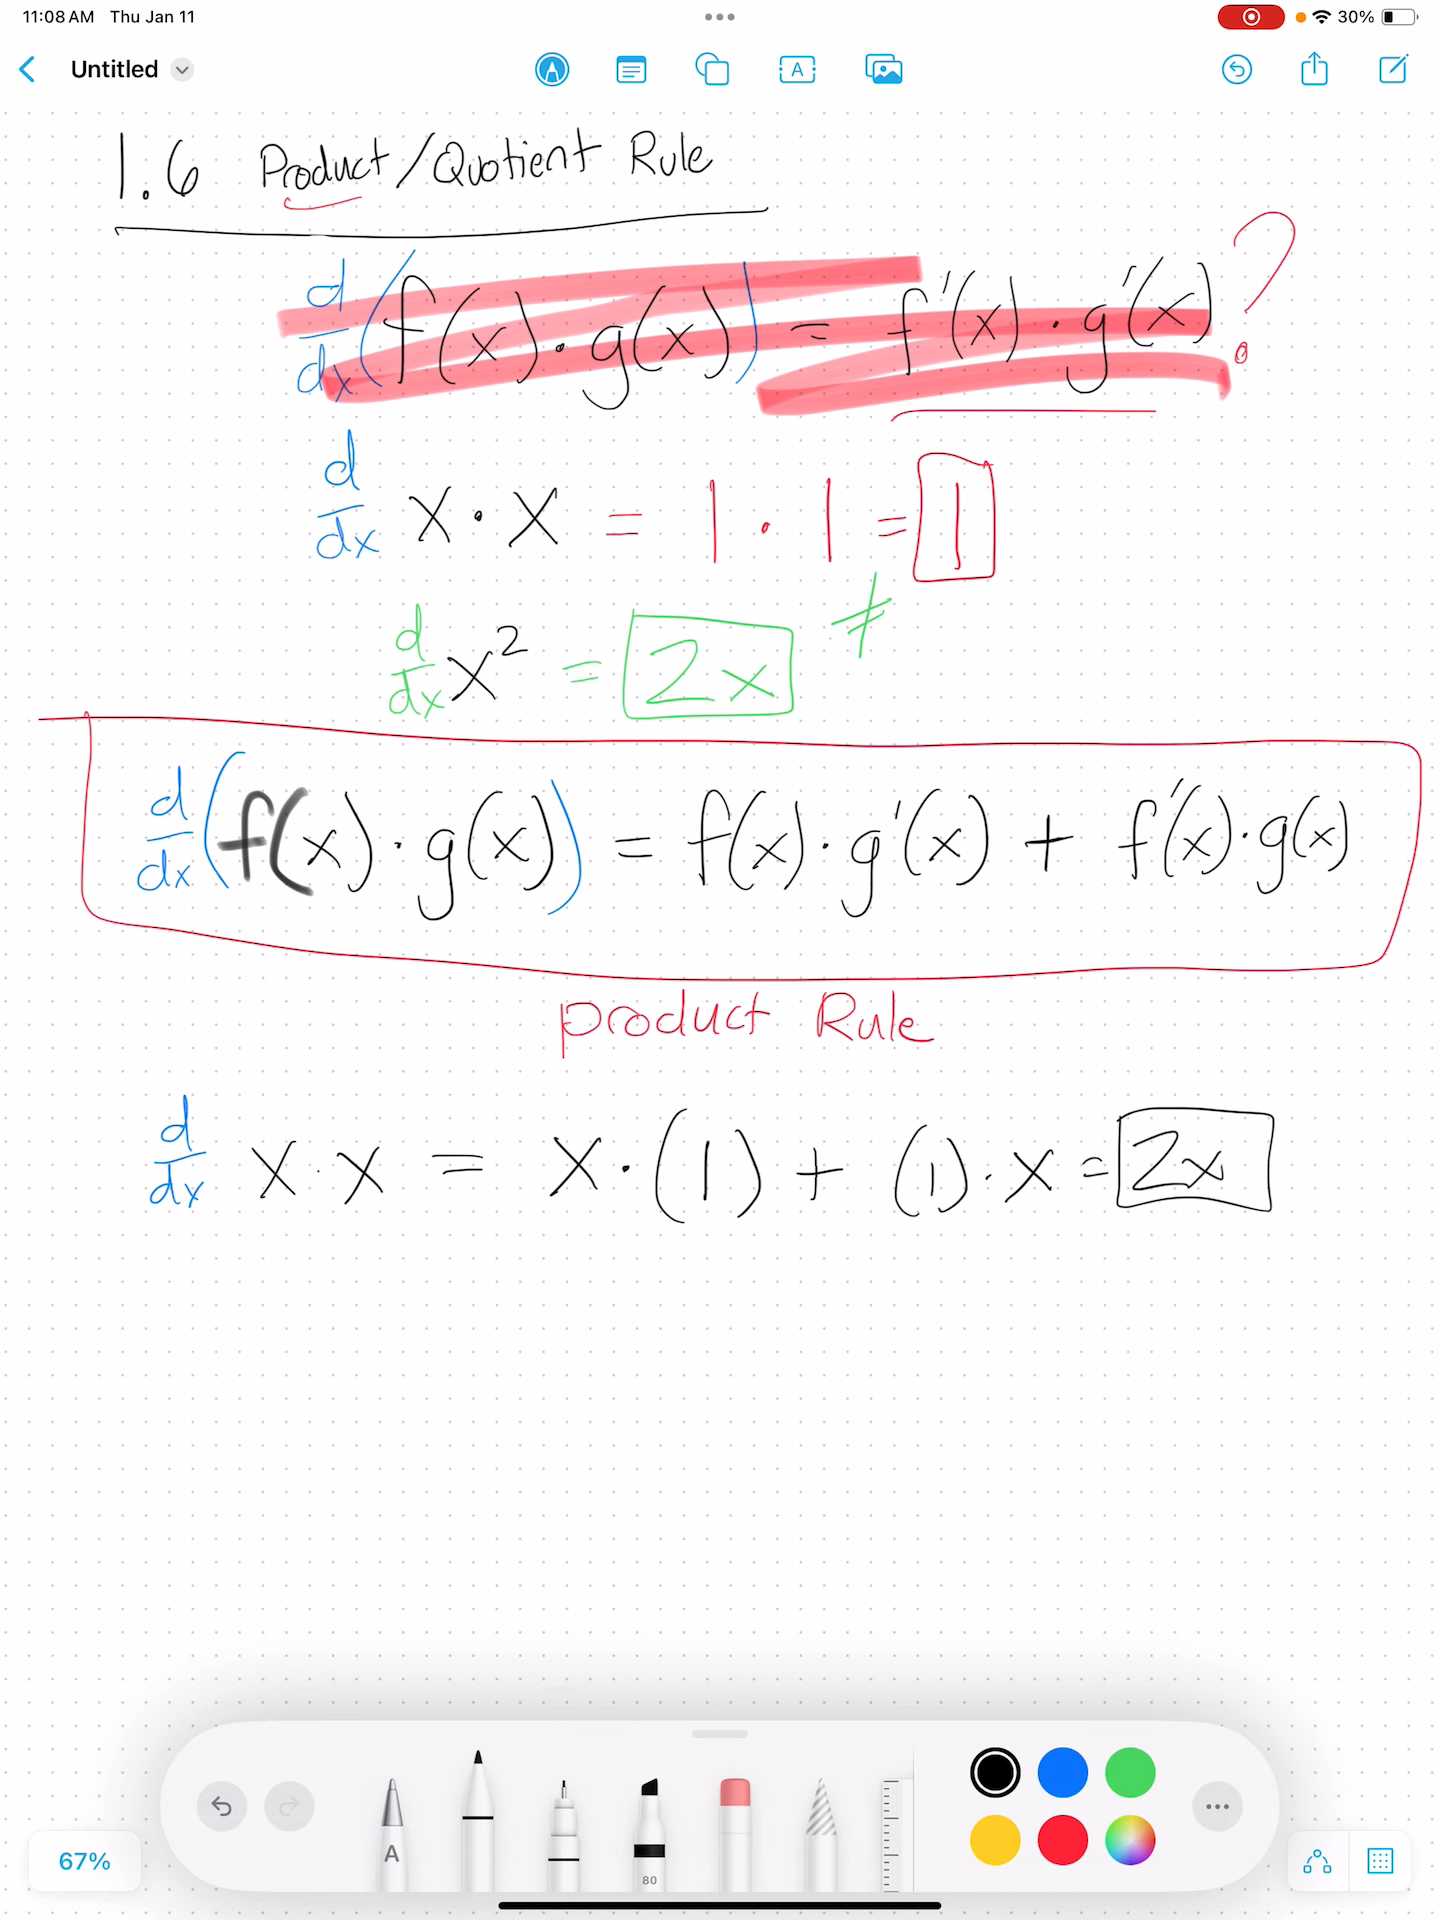 11:08 AM Thu Jan 11 30%
Untitled
1.6 Product/Quotient Rule
d/dx (f(x) · g(x)) = f'(x) · g'(x) ?
d/dx x · x = 1 · 1 = 1
≠
d/dx x² = 2x
d/dx (f(x) · g(x)) = f(x) · g'(x) + f'(x) · g(x)
product Rule
d/dx x · x = x · (1) + (1) · x = 2x
A
80
67%